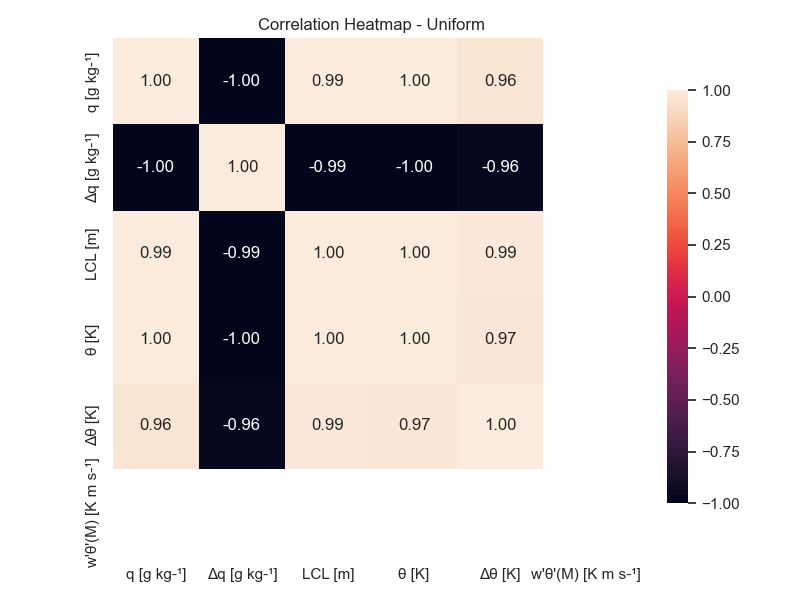 Correlation Heatmap - Uniform
q [g kg-¹] 1.00 -1.00 0.99 1.00 0.96
Δq [g kg-¹] -1.00 1.00 -0.99 -1.00 -0.96
LCL [m] 0.99 -0.99 1.00 1.00 0.99
θ [K] 1.00 -1.00 1.00 1.00 0.97
Δθ [K] 0.96 -0.96 0.99 0.97 1.00
w'θ'(M) [K m s-¹]
q [g kg-¹] Δq [g kg-¹] LCL [m] θ [K] Δθ [K] w'θ'(M) [K m s-¹]
1.00
0.75
0.50
0.25
0.00
−0.25
−0.50
−0.75
−1.00